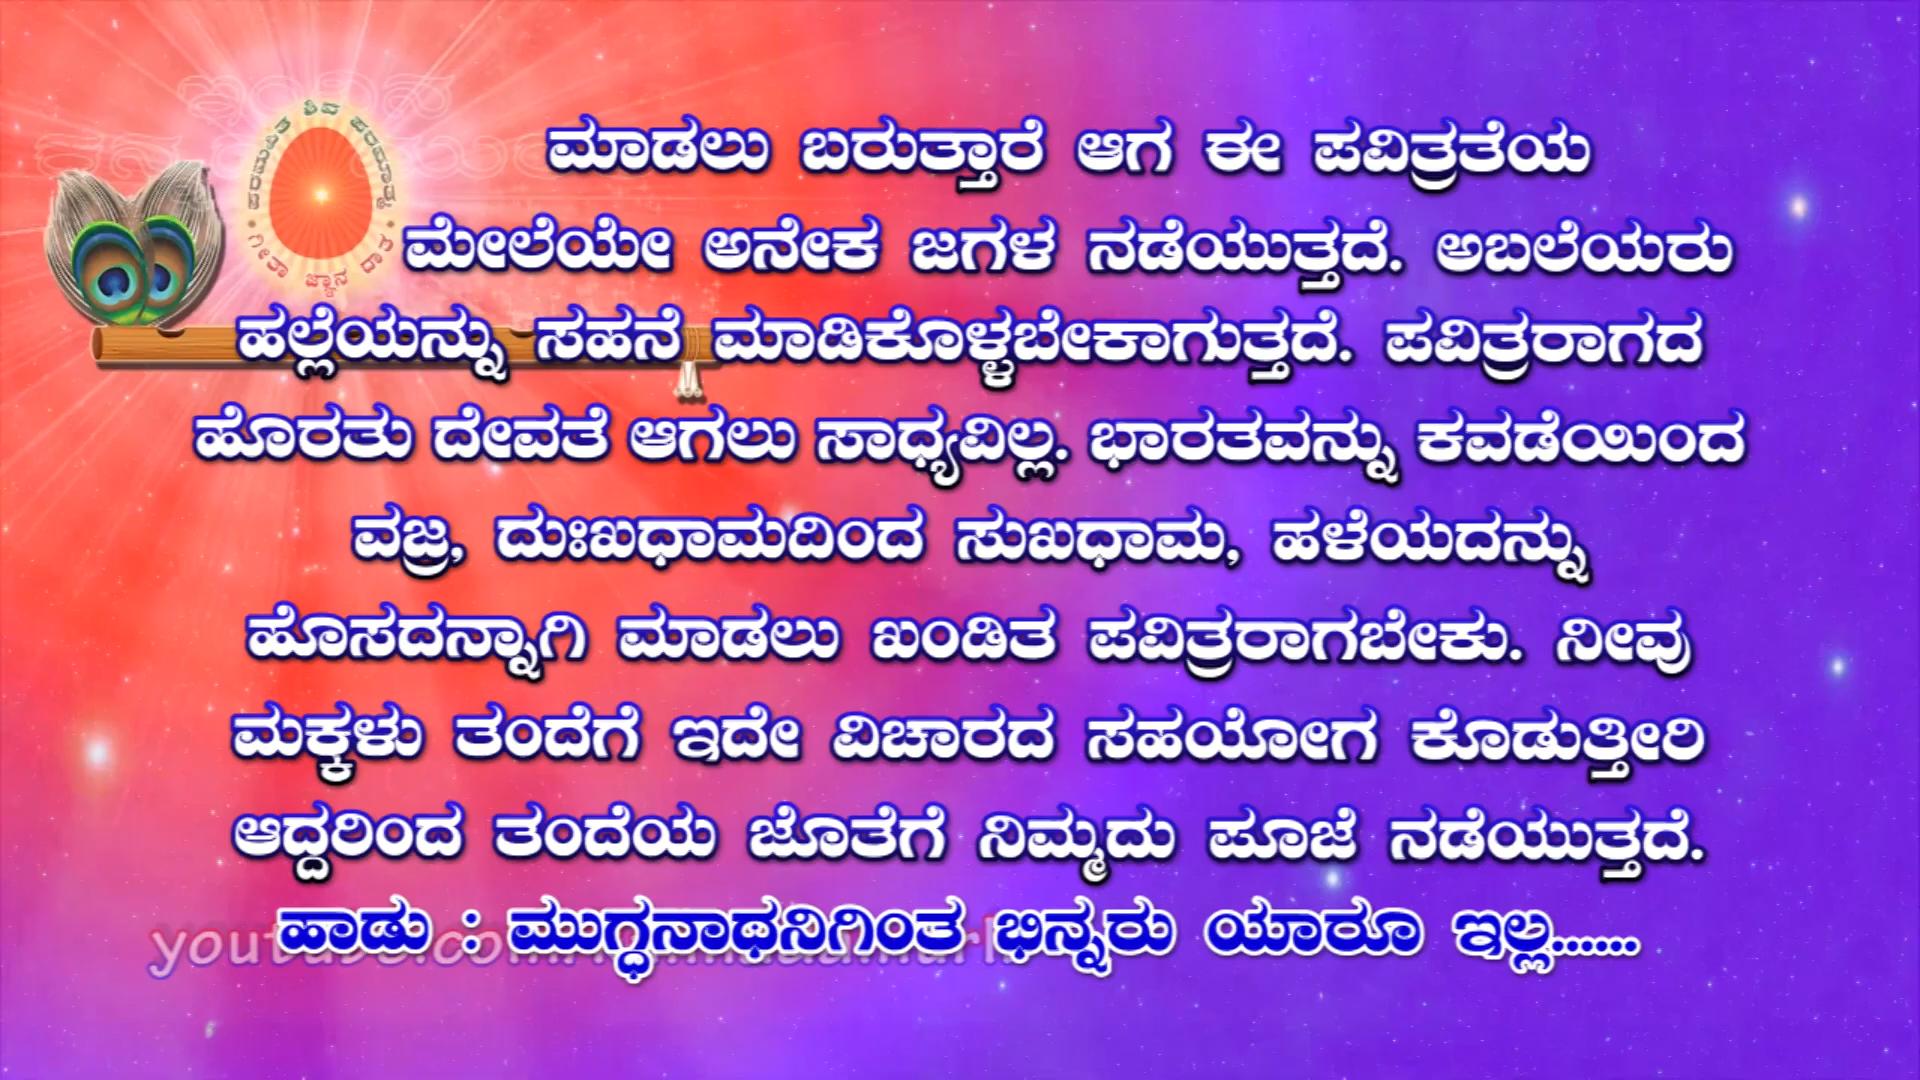 ಮಾಡಲು ಬರುತ್ತಾರೆ ಆಗ ಈ ಪವಿತ್ರತೆಯ
ಮೇಲೆಯೇ ಅನೇಕ ಜಗಳ ನಡೆಯುತ್ತದೆ. ಅಬಲೆಯರು
ಹಲ್ಲೆಯನ್ನು ಸಹನೆ ಮಾಡಿಕೊಳ್ಳಬೇಕಾಗುತ್ತದೆ. ಪವಿತ್ರರಾಗದ
ಹೊರತು ದೇವತೆ ಆಗಲು ಸಾಧ್ಯವಿಲ್ಲ. ಭಾರತವನ್ನು ಕವಡೆಯಿಂದ
ವಜ್ರ, ದುಃಖಧಾಮದಿಂದ ಸುಖಧಾಮ, ಹಳೆಯದನ್ನು
ಹೊಸದನ್ನಾಗಿ ಮಾಡಲು ಖಂಡಿತ ಪವಿತ್ರರಾಗಬೇಕು. ನೀವು
ಮಕ್ಕಳು ತಂದೆಗೆ ಇದೇ ವಿಚಾರದ ಸಹಯೋಗ ಕೊಡುತ್ತೀರಿ
ಆದ್ದರಿಂದ ತಂದೆಯ ಜೊತೆಗೆ ನಿಮ್ಮದು ಪೂಜೆ ನಡೆಯುತ್ತದೆ.
ಹಾಡು : ಮುಗ್ಧನಾಥನಿಗಿಂತ ಭಿನ್ನರು ಯಾರೂ ಇಲ್ಲ......
ಪರಮಪಿತ ಶಿವ ಪರಮಾತ್ಮ
ಗೀತಾ ಜ್ಞಾನ ದಾತ